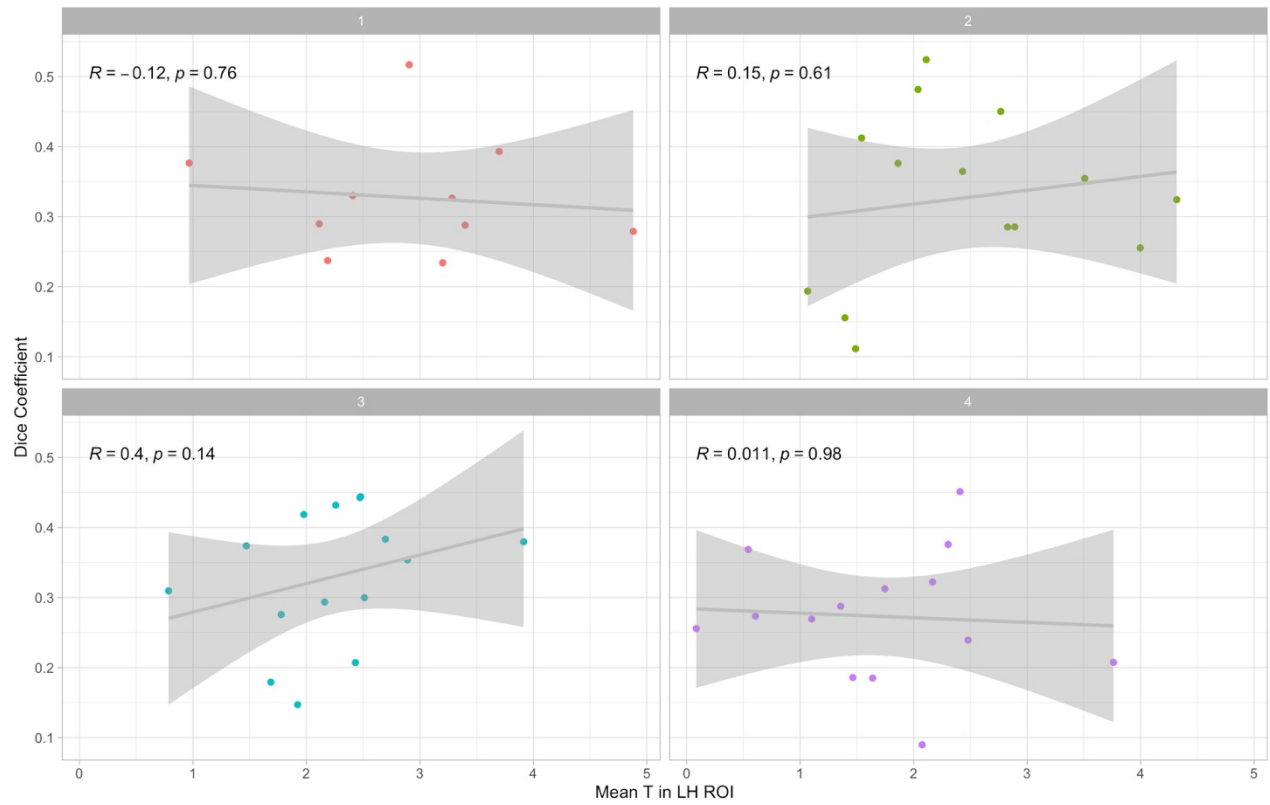 1
2
R = −0.12, p = 0.76
R = 0.15, p = 0.61
0.5
0.4
0.3
0.2
0.1
3
4
R = 0.4, p = 0.14
R = 0.011, p = 0.98
0.5
0.4
0.3
0.2
0.1
Dice Coefficient
0 1 2 3 4 5
0 1 2 3 4 5
Mean T in LH ROI